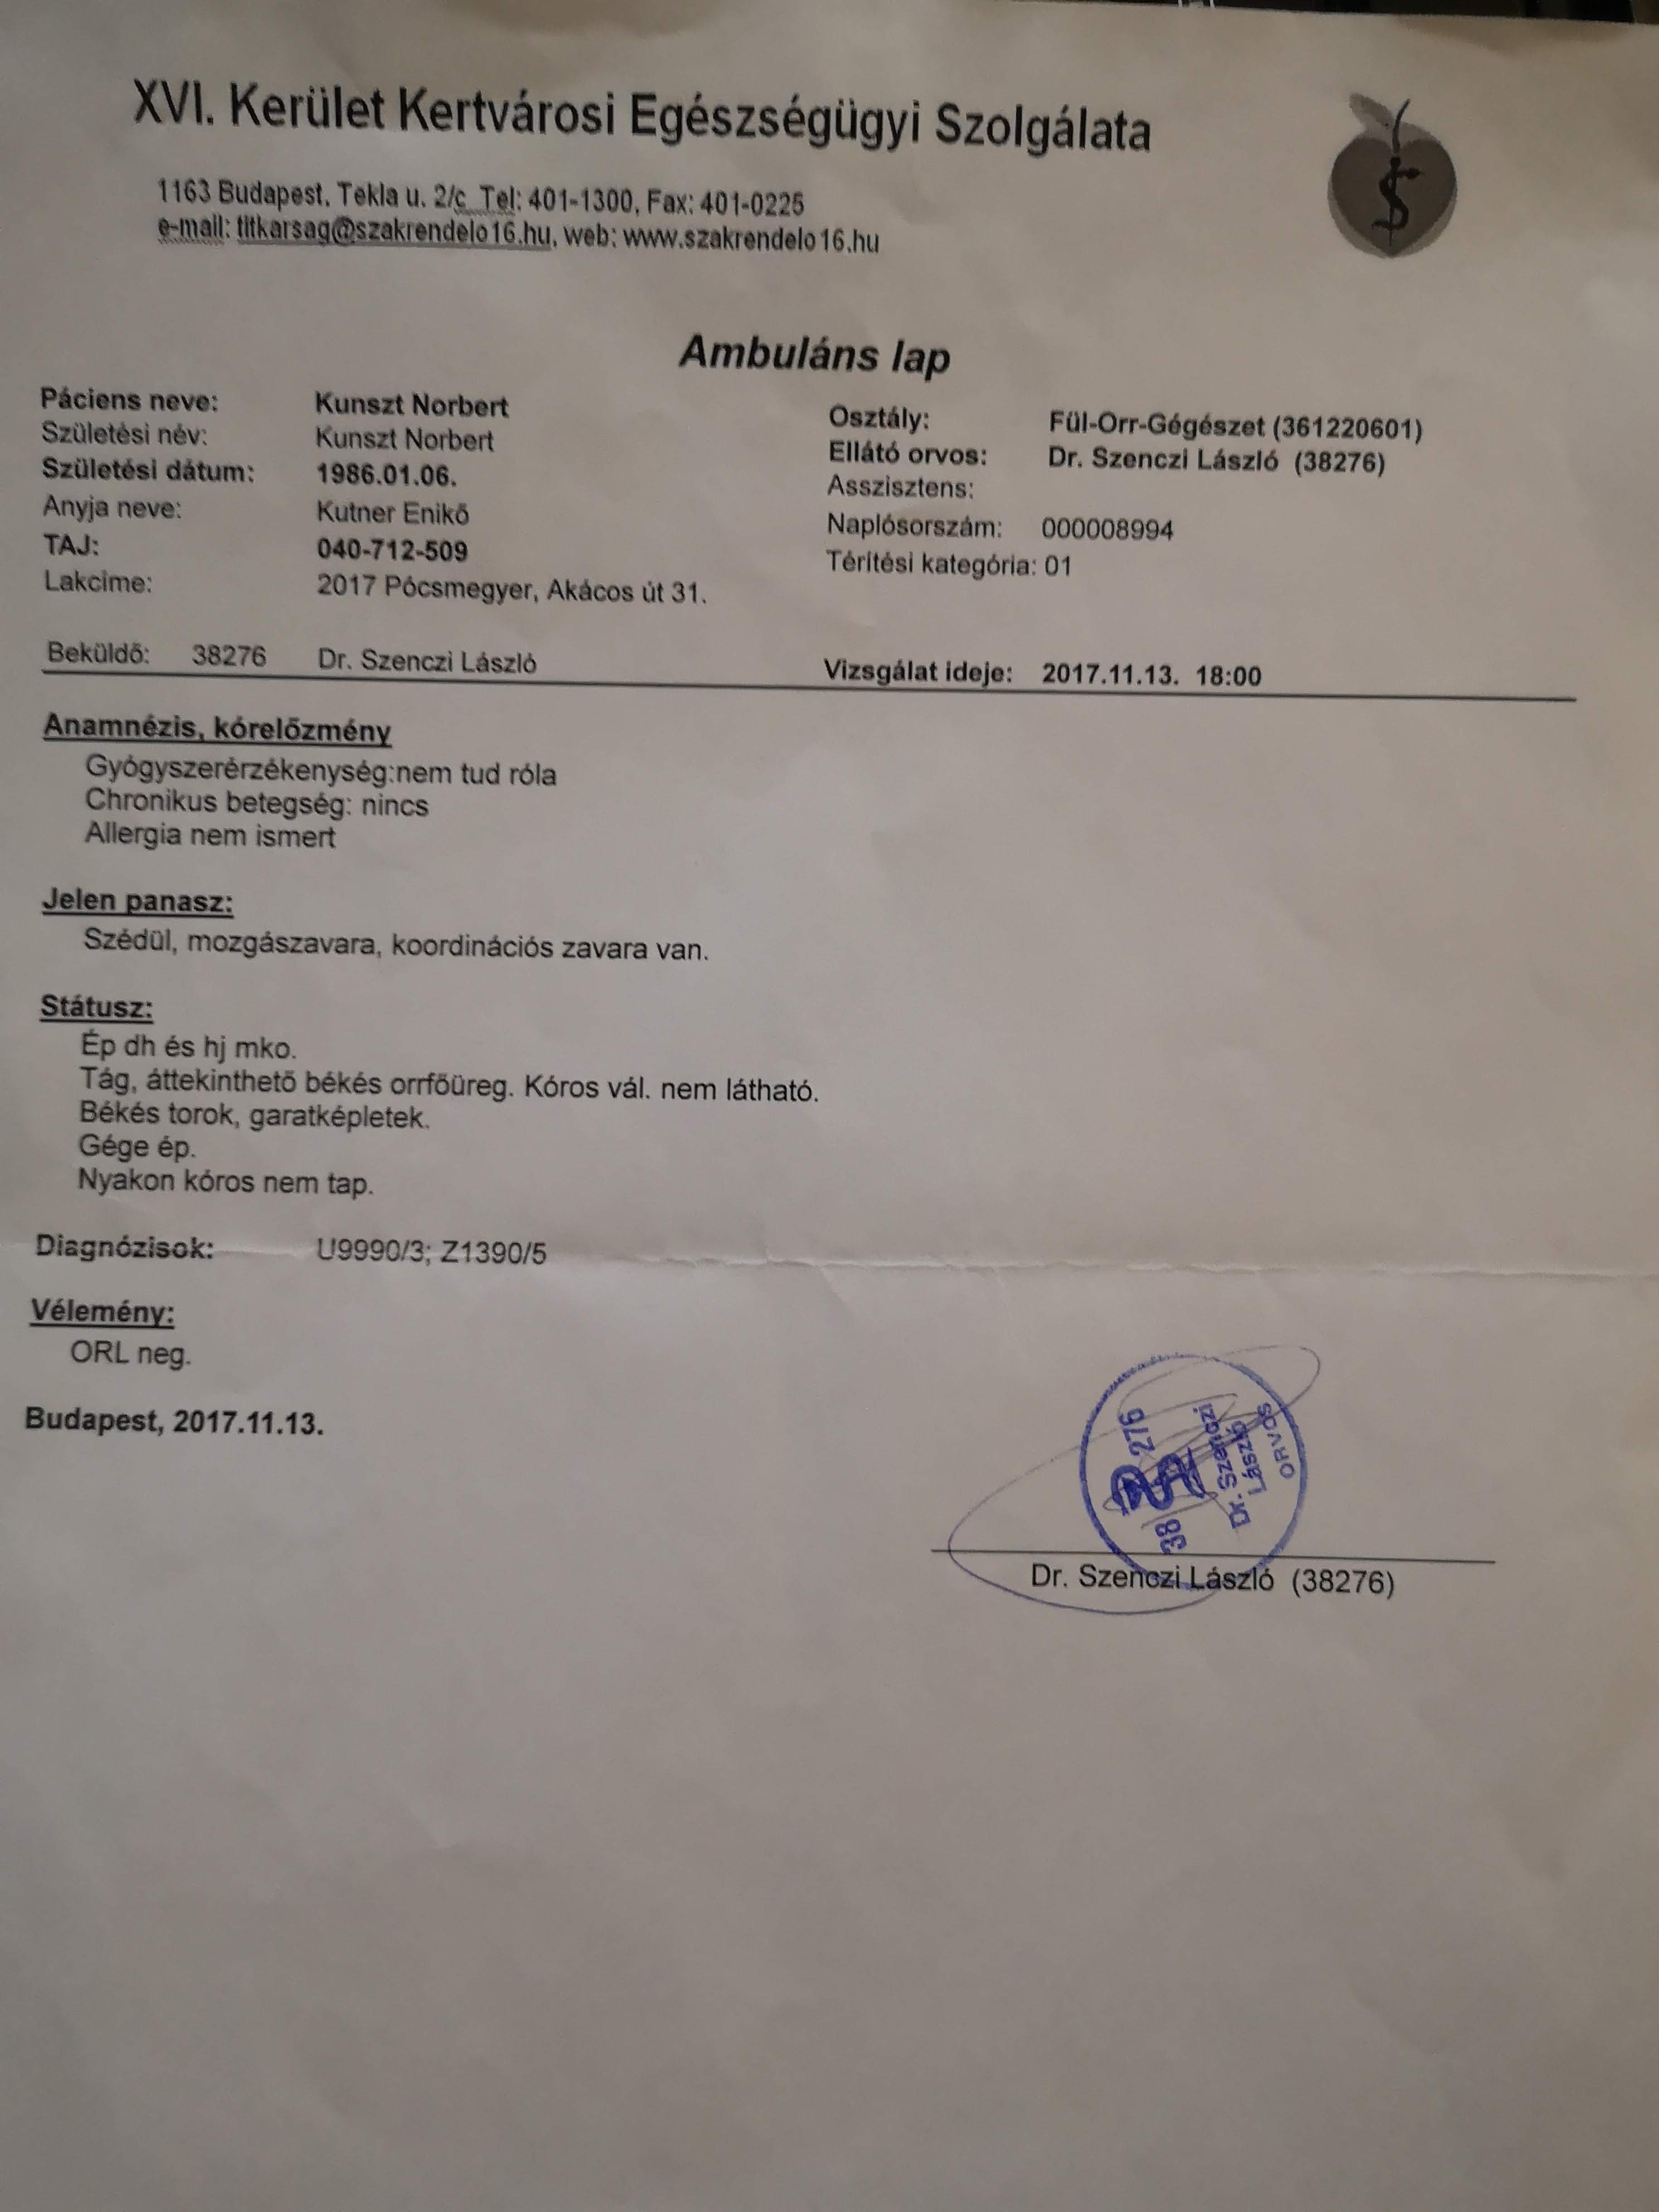 XVI. Kerület Kertvárosi Egészségügyi Szolgálata
1163 Budapest. Tekla u. 2/c Tel: 401-1300, Fax: 401-0225
e-mail: titkarsag@szakrendelo16.hu, web: www.szakrendelo16.hu
Ambuláns lap
Páciens neve: Kunszt Norbert
Születési név: Kunszt Norbert
Születési dátum: 1986.01.06.
Anyja neve: Kutner Enikő
TAJ: 040-712-509
Lakcíme: 2017 Pócsmegyer, Akácos út 31.
Osztály: Fül-Orr-Gégészet (361220601)
Ellátó orvos: Dr. Szenczi László (38276)
Asszisztens:
Naplósorszám: 000008994
Térítési kategória: 01
Beküldő: 38276 Dr. Szenczi László
Vizsgálat ideje: 2017.11.13. 18:00
Anamnézis, kórelőzmény
Gyógyszerérzékenység:nem tud róla
Chronikus betegség: nincs
Allergia nem ismert
Jelen panasz:
Szédül, mozgászavara, koordinációs zavara van.
Státusz:
Ép dh és hj mko.
Tág, áttekinthető békés orrfőüreg. Kóros vál. nem látható.
Békés torok, garatképletek.
Gége ép.
Nyakon kóros nem tap.
Diagnózisok: U9990/3; Z1390/5
Vélemény:
ORL neg.
Budapest, 2017.11.13.
ORVOS
Dr. Szenczi
László
38 276
Dr. Szenczi László (38276)